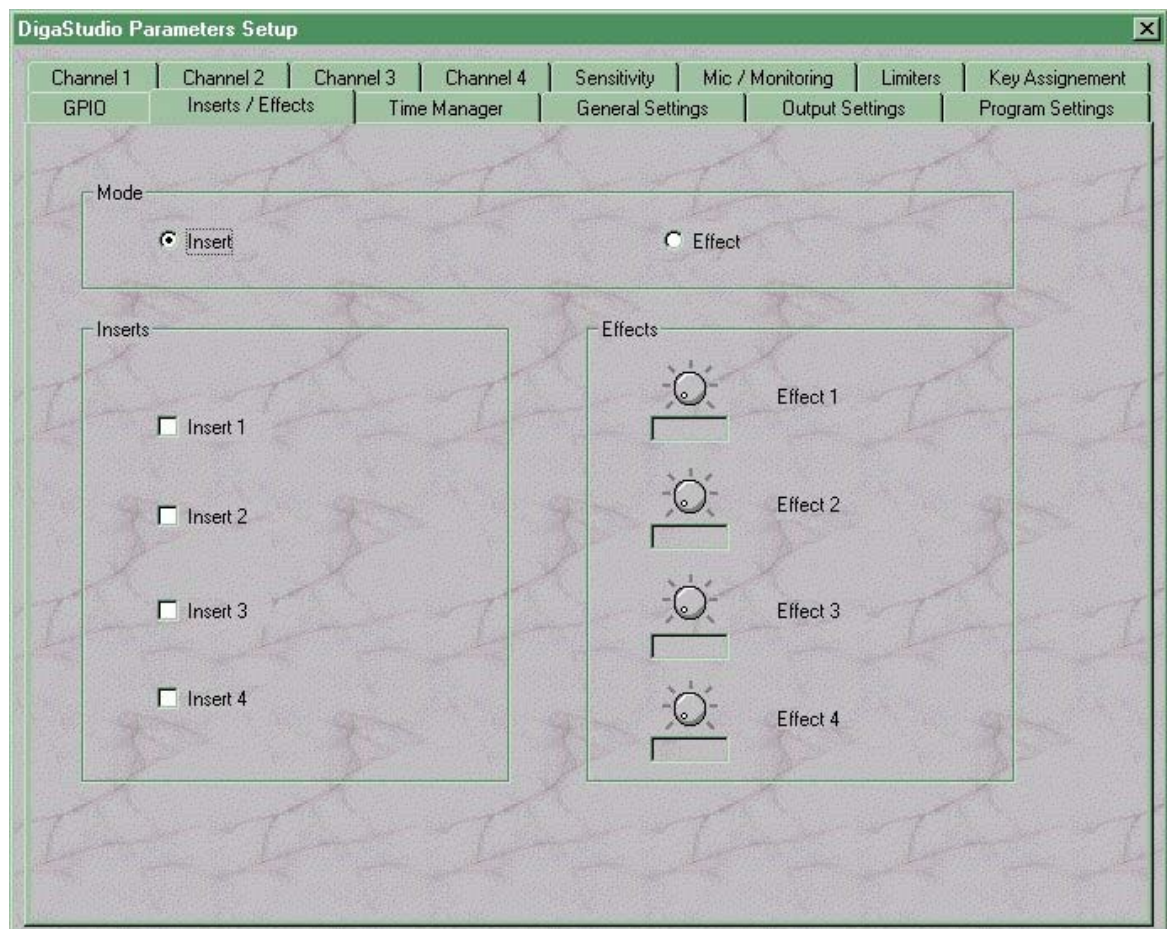 DigaStudio Parameters Setup
Channel 1 Channel 2 Channel 3 Channel 4 Sensitivity Mic / Monitoring Limiters Key Assignement
GPIO Inserts / Effects Time Manager General Settings Output Settings Program Settings
Mode
Insert Effect
Inserts
Insert 1
Insert 2
Insert 3
Insert 4
Effects
Effect 1
Effect 2
Effect 3
Effect 4